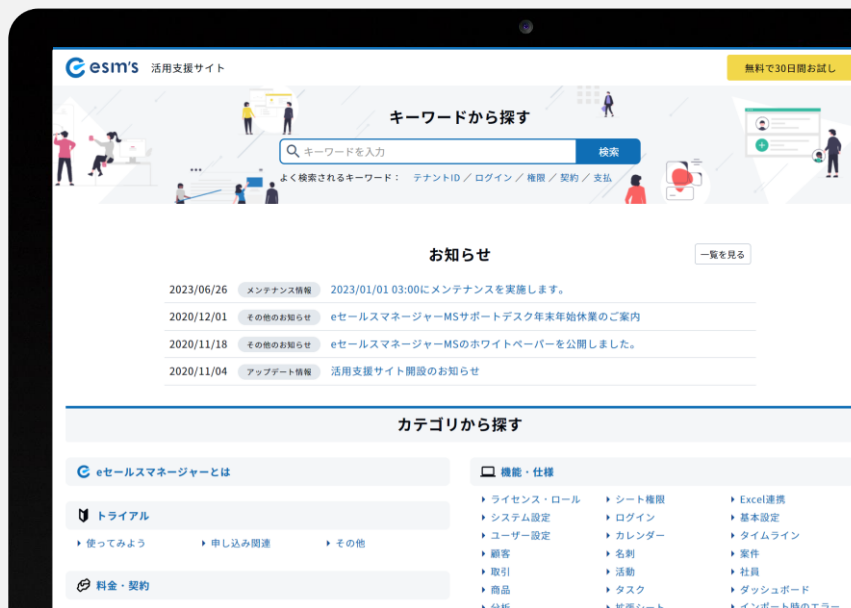 esm's 活用支援サイト
無料で30日間お試し
キーワードから探す
キーワードを入力
検索
よく検索されるキーワード： テナントID ／ ログイン ／ 権限 ／ 契約 ／ 支払
お知らせ
一覧を見る
2023/06/26 メンテナンス情報 2023/01/01 03:00にメンテナンスを実施します。
2020/12/01 その他のお知らせ eセールスマネージャーMSサポートデスク年末年始休業のご案内
2020/11/18 その他のお知らせ eセールスマネージャーMSのホワイトペーパーを公開しました。
2020/11/04 アップデート情報 活用支援サイト開設のお知らせ
カテゴリから探す
eセールスマネージャーとは
トライアル
使ってみよう 申し込み関連 その他
料金・契約
機能・仕様
ライセンス・ロール シート権限 Excel連携
システム設定 ログイン 基本設定
ユーザー設定 カレンダー タイムライン
顧客 名刺 案件
取引 活動 社員
商品 タスク ダッシュボード
分析 拡張シート インポート時のエラー